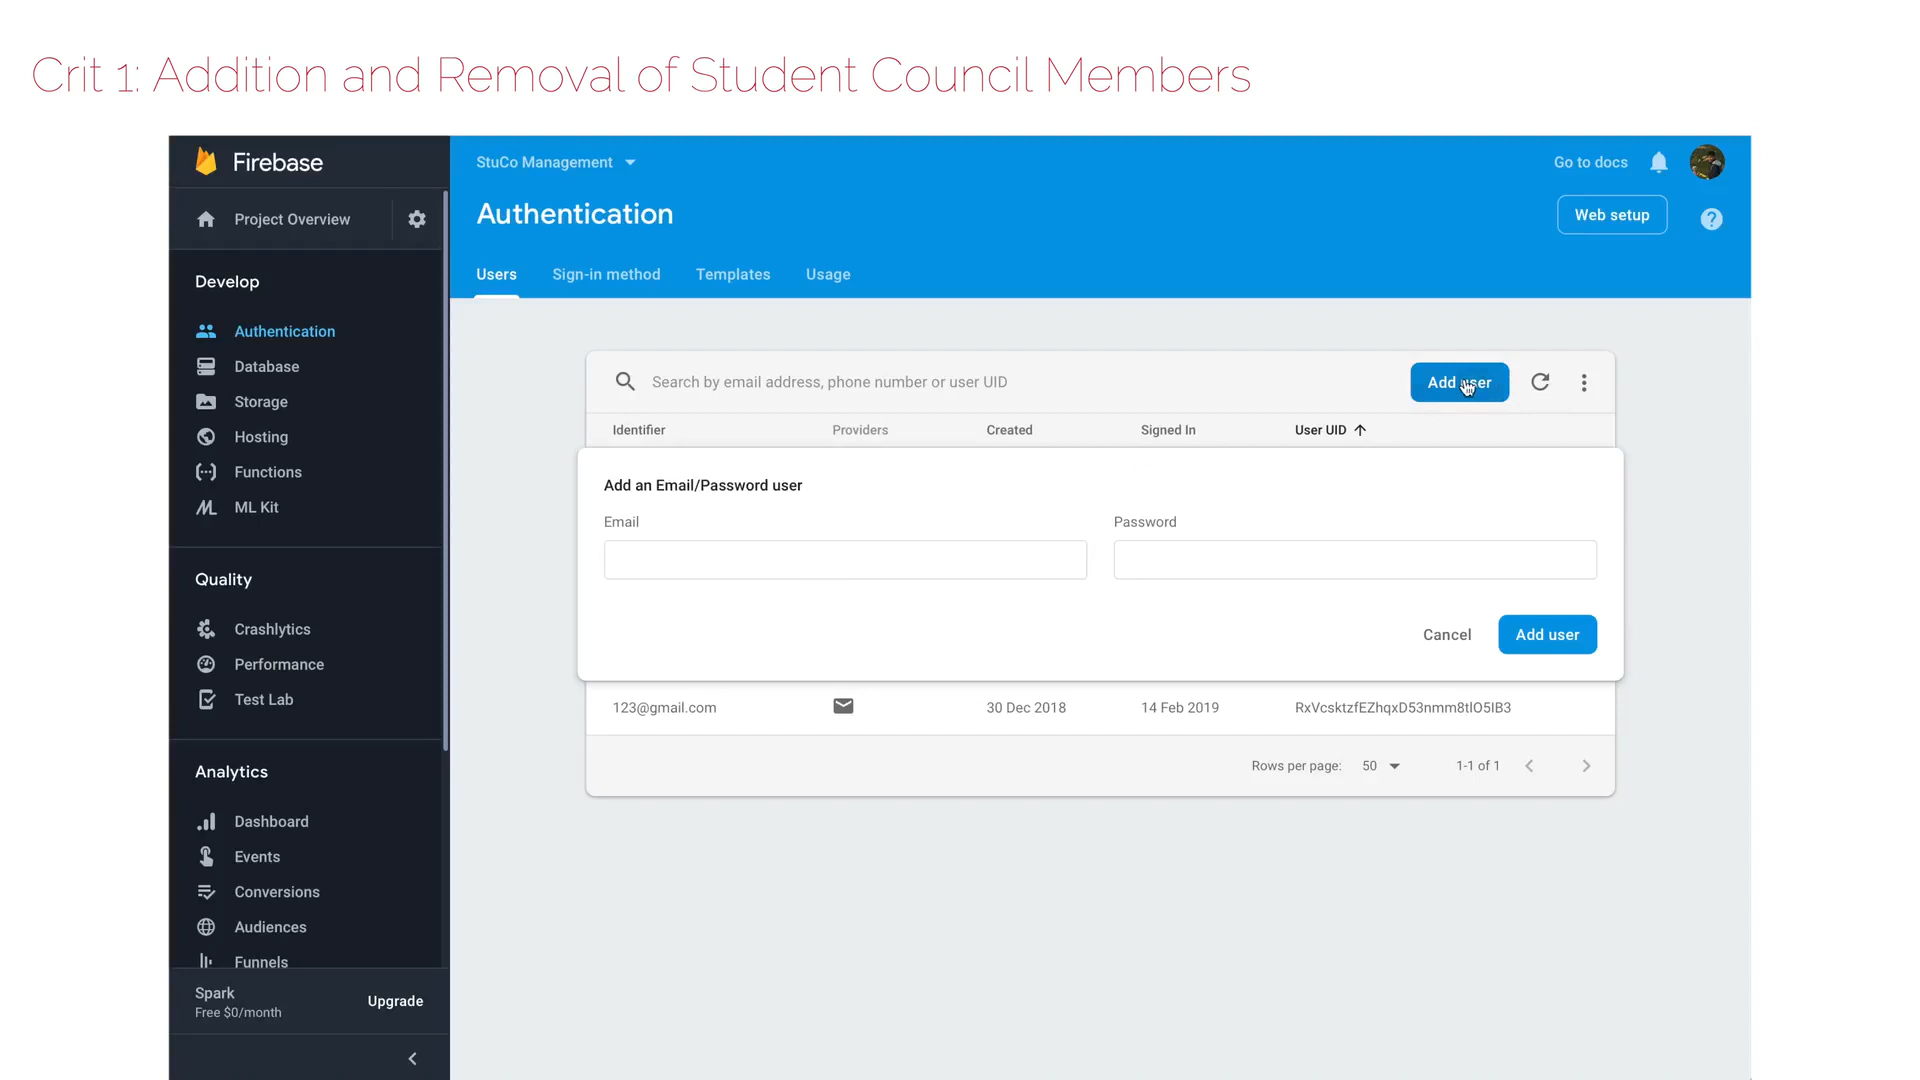 Crit 1: Addition and Removal of Student Council Members
Firebase
Project Overview
Develop
Authentication
Database
Storage
Hosting
Functions
ML Kit
Quality
Crashlytics
Performance
Test Lab
Analytics
Dashboard
Events
Conversions
Audiences
Funnels
Spark
Free $0/month
Upgrade
StuCo Management
Go to docs
Authentication
Web setup
Users Sign-in method Templates Usage
Search by email address, phone number or user UID
Add user
Identifier Providers Created Signed In User UID
Add an Email/Password user
Email Password
Cancel Add user
123@gmail.com 30 Dec 2018 14 Feb 2019 RxVcsktzfEZhqxD53nmm8tIO5IB3
Rows per page: 50 1-1 of 1